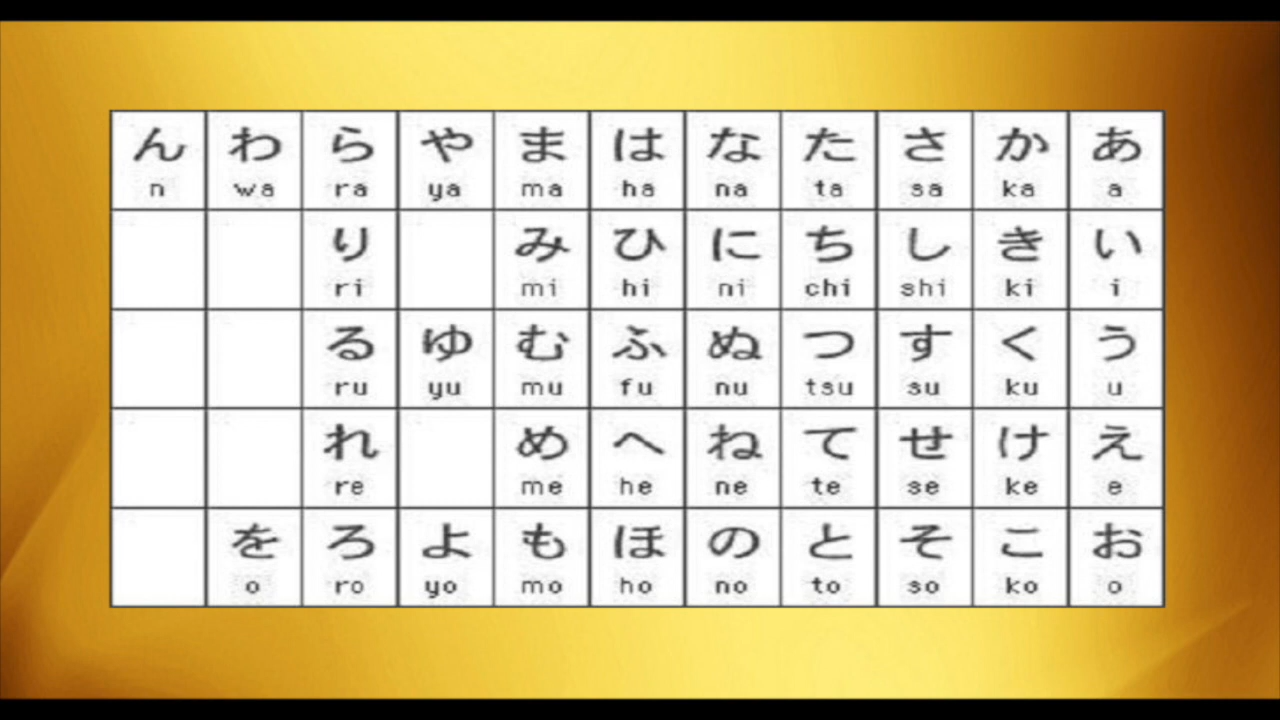 ん わ ら や ま は な た さ か あ
n wa ra ya ma ha na ta sa ka a
り み ひ に ち し き い
ri mi hi ni chi shi ki i
る ゆ む ふ ぬ つ す く う
ru yu mu fu nu tsu su ku u
れ め へ ね て せ け え
re me he ne te se ke e
を ろ よ も ほ の と そ こ お
o ro yo mo ho no to so ko o